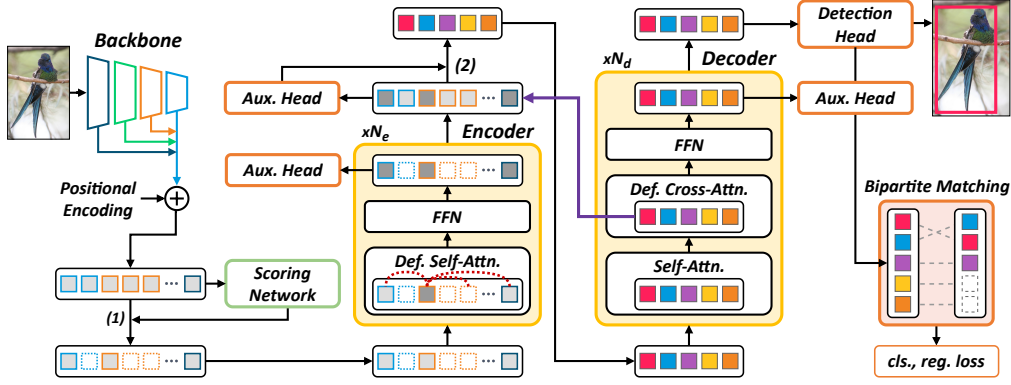 Backbone
Positional
Encoding
Scoring
Network
(1)
Aux. Head
(2)
xNe
Encoder
Aux. Head
FFN
Def. Self-Attn.
...
xNd
Decoder
FFN
Def. Cross-Attn.
Self-Attn.
Detection
Head
Aux. Head
Bipartite Matching
cls., reg. loss